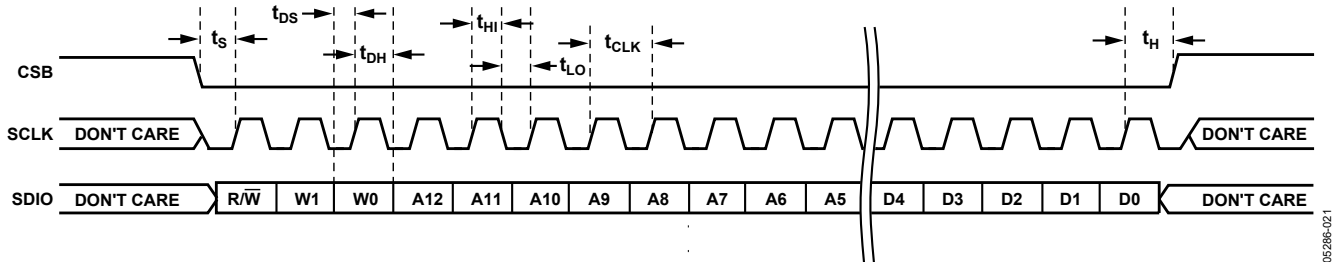 tDS
tHI
tS
tDH
tCLK
tLO
tH
CSB
SCLK DON'T CARE DON'T CARE
SDIO DON'T CARE R/W̅ W1 W0 A12 A11 A10 A9 A8 A7 A6 A5 D4 D3 D2 D1 D0 DON'T CARE
05286-021